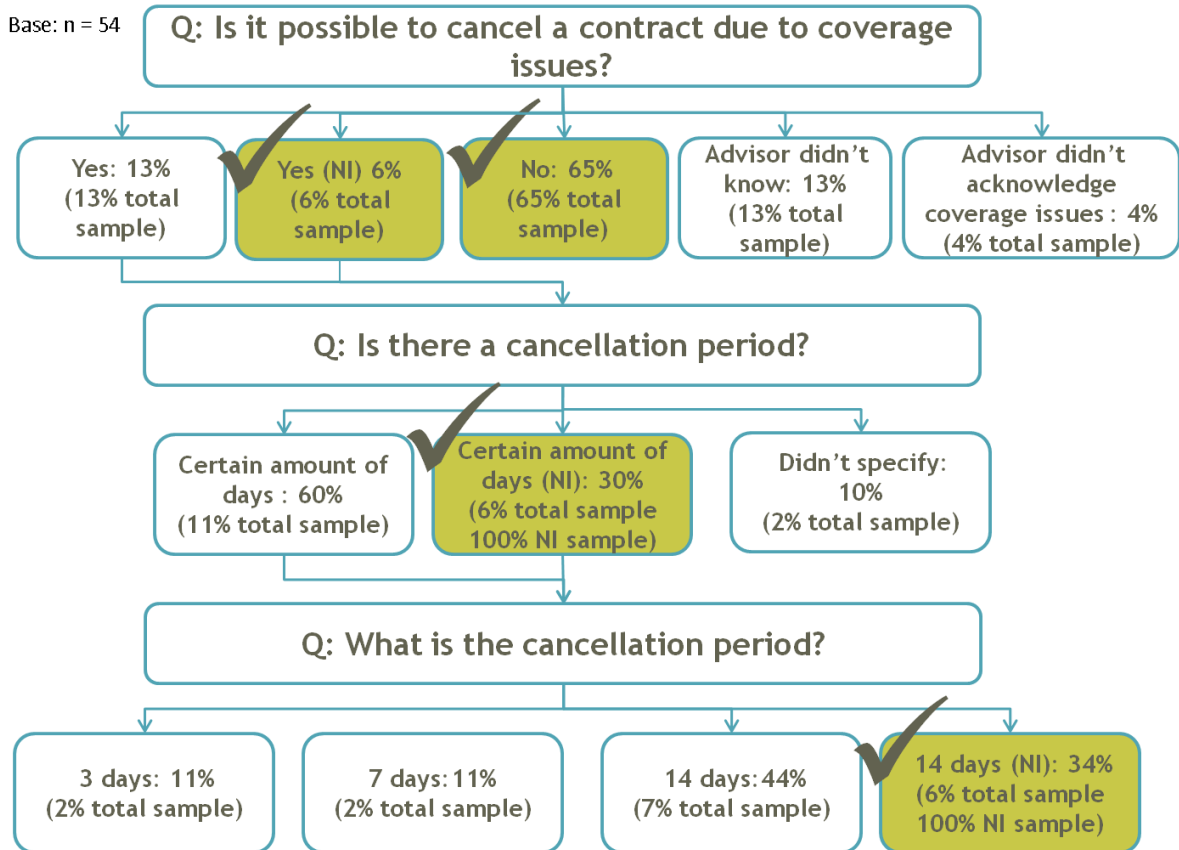 Base: n = 54
Q: Is it possible to cancel a contract due to coverage
issues?
Yes: 13%
(13% total
sample)
Yes (NI) 6%
(6% total
sample)
No: 65%
(65% total
sample)
Advisor didn't
know: 13%
(13% total
sample)
Advisor didn't
acknowledge
coverage issues : 4%
(4% total sample)
Q: Is there a cancellation period?
Certain amount of
days : 60%
(11% total sample)
Certain amount of
days (NI): 30%
(6% total sample
100% NI sample)
Didn't specify:
10%
(2% total sample)
Q: What is the cancellation period?
3 days: 11%
(2% total sample)
7 days: 11%
(2% total sample)
14 days: 44%
(7% total sample)
14 days (NI): 34%
(6% total sample
100% NI sample)